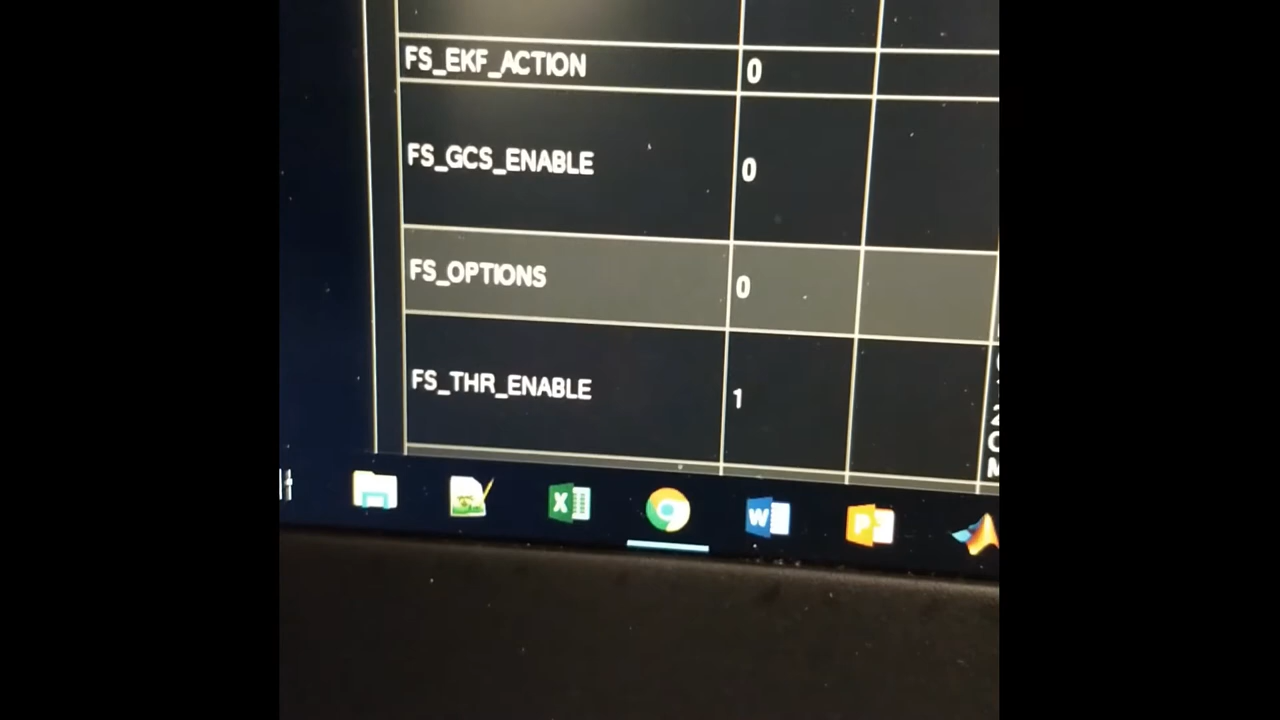 FS_EKF_ACTION 0
FS_GCS_ENABLE 0
FS_OPTIONS 0
FS_THR_ENABLE 1
X
W
P